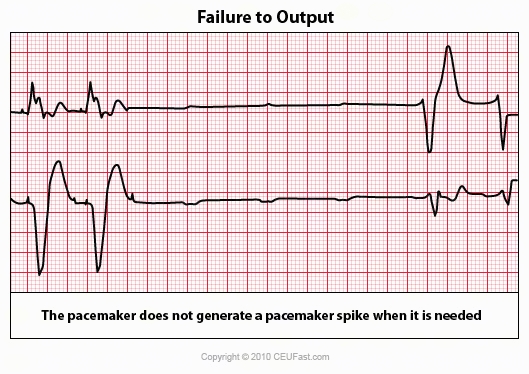 Failure to Output
The pacemaker does not generate a pacemaker spike when it is needed
Copyright © 2010 CEUFast.com